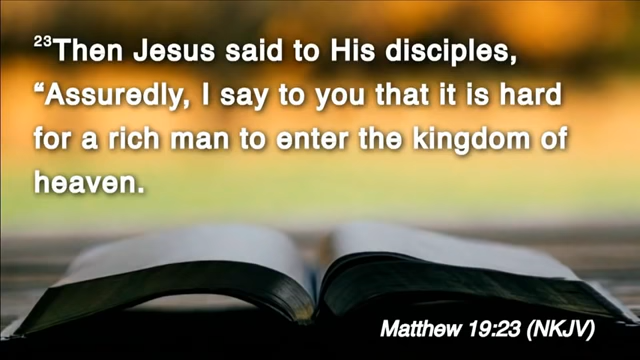 23Then Jesus said to His disciples,
“Assuredly, I say to you that it is hard
for a rich man to enter the kingdom of
heaven.
Matthew 19:23 (NKJV)